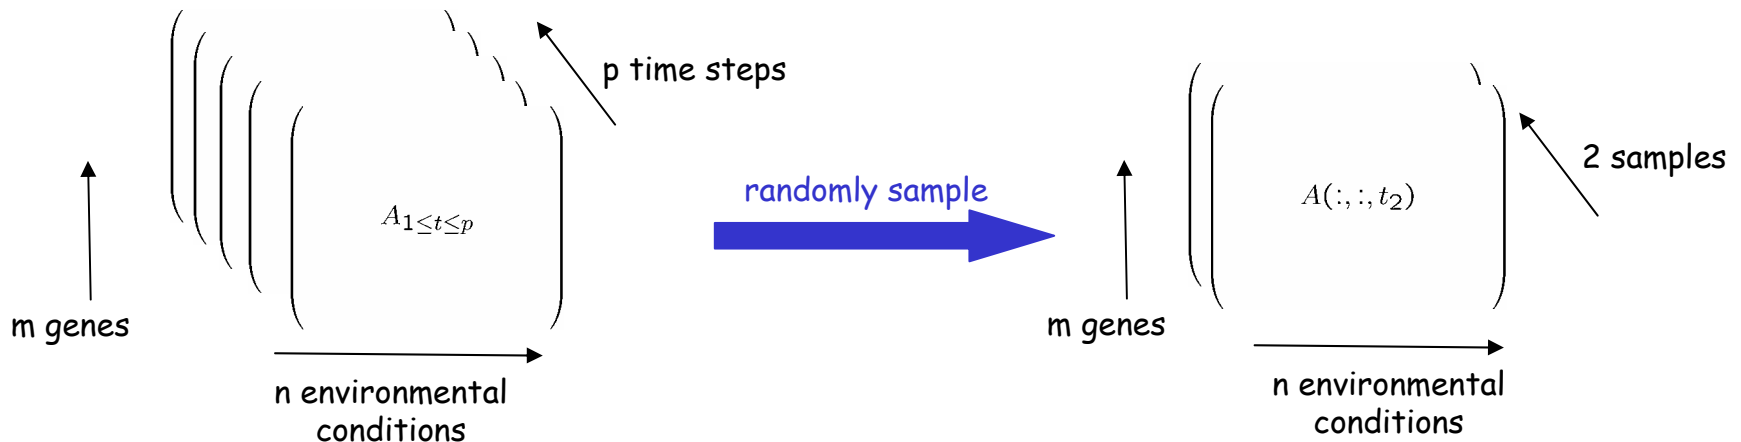 p time steps
A_{1≤t≤p}
m genes
n environmental
conditions
randomly sample
2 samples
A(:, :, t_2)
m genes
n environmental
conditions